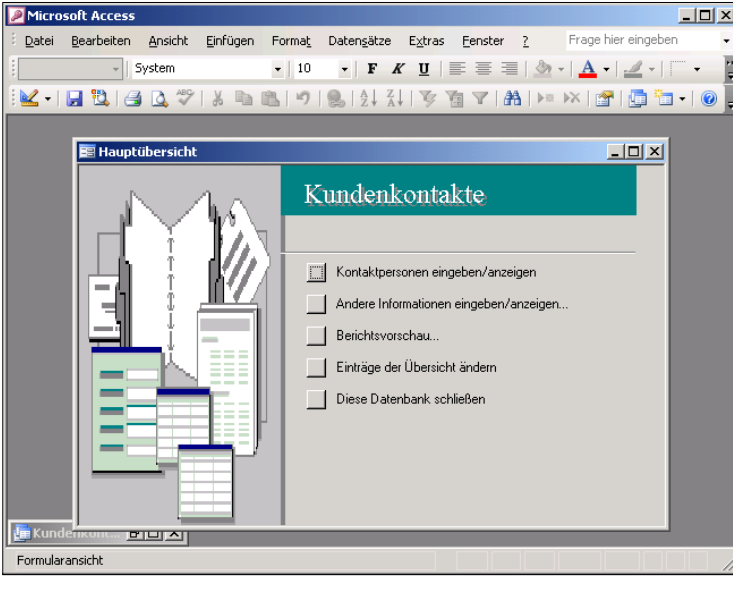 Microsoft Access
Datei Bearbeiten Ansicht Einfügen Format Datensätze Extras Fenster ? Frage hier eingeben
System 10 F K U A
Hauptübersicht
Kundenkontakte
Kontaktpersonen eingeben/anzeigen
Andere Informationen eingeben/anzeigen...
Berichtsvorschau...
Einträge der Übersicht ändern
Diese Datenbank schließen
Kundenkont...
Formularansicht